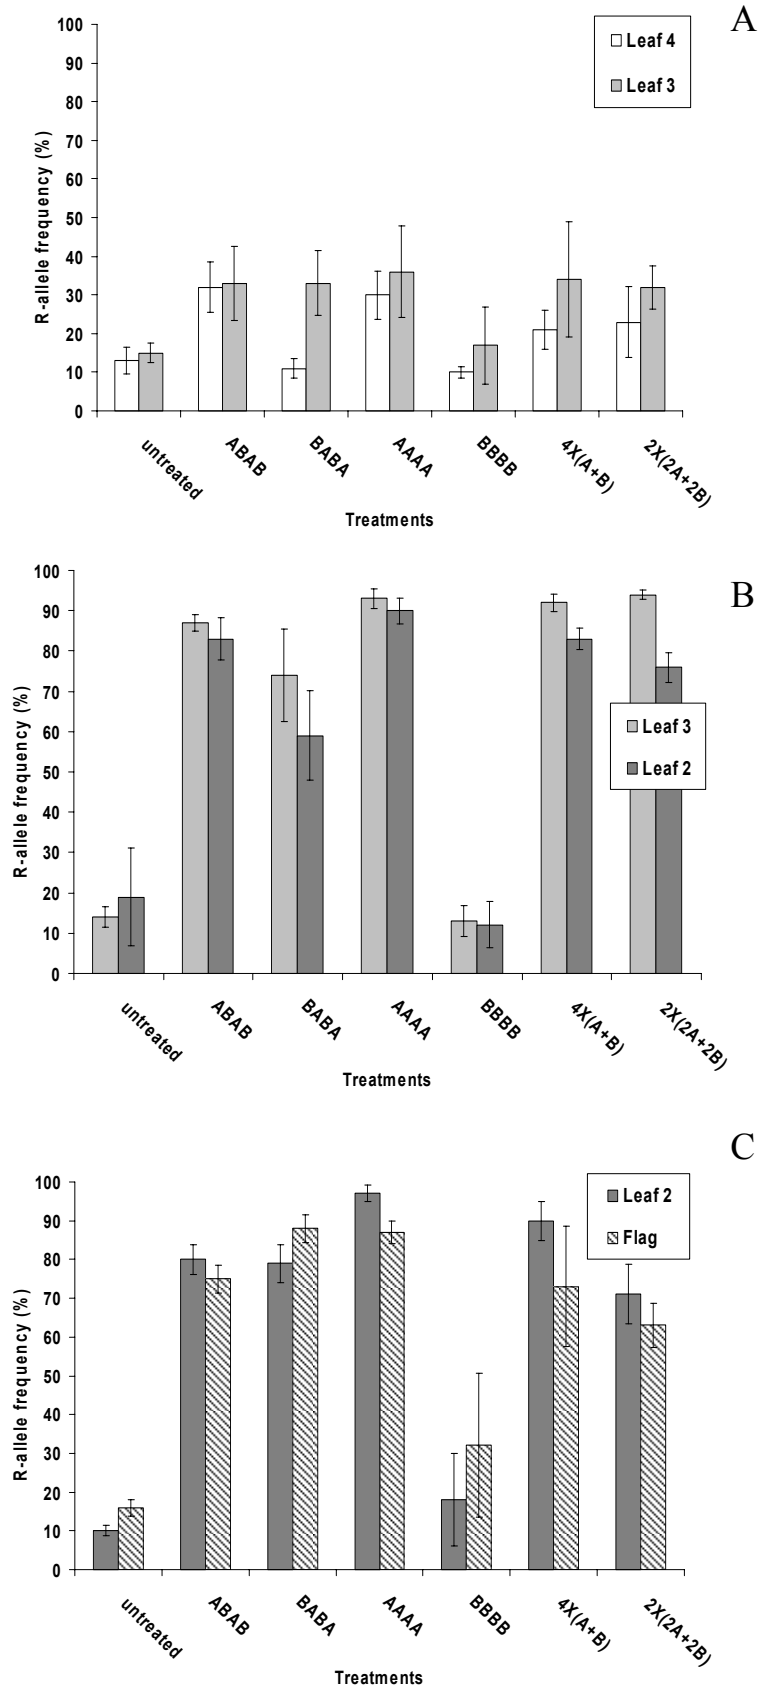 A
Leaf 4
Leaf 3
R-allele frequency (%)
100
90
80
70
60
50
40
30
20
10
0
untreated
ABAB
BABA
AAAA
BBBB
4X(A+B)
2X(2A+2B)
Treatments
B
Leaf 3
Leaf 2
R-allele frequency (%)
100
90
80
70
60
50
40
30
20
10
0
untreated
ABAB
BABA
AAAA
BBBB
4X(A+B)
2X(2A+2B)
Treatments
C
Leaf 2
Flag
R-allele frequency (%)
100
90
80
70
60
50
40
30
20
10
0
untreated
ABAB
BABA
AAAA
BBBB
4X(A+B)
2X(2A+2B)
Treatments